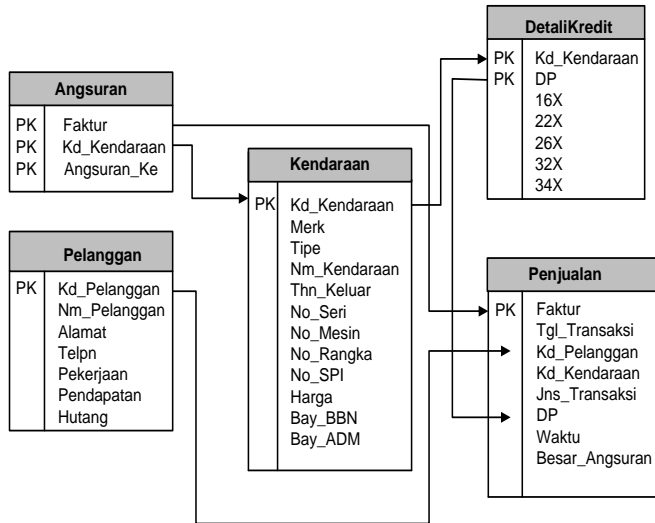 Angsuran
PK Faktur
PK Kd_Kendaraan
PK Angsuran_Ke
Pelanggan
PK Kd_Pelanggan
Nm_Pelanggan
Alamat
Telpn
Pekerjaan
Pendapatan
Hutang
Kendaraan
PK Kd_Kendaraan
Merk
Tipe
Nm_Kendaraan
Thn_Keluar
No_Seri
No_Mesin
No_Rangka
No_SPI
Harga
Bay_BBN
Bay_ADM
DetaliKredit
PK Kd_Kendaraan
PK DP
16X
22X
26X
32X
34X
Penjualan
PK Faktur
Tgl_Transaksi
Kd_Pelanggan
Kd_Kendaraan
Jns_Transaksi
DP
Waktu
Besar_Angsuran